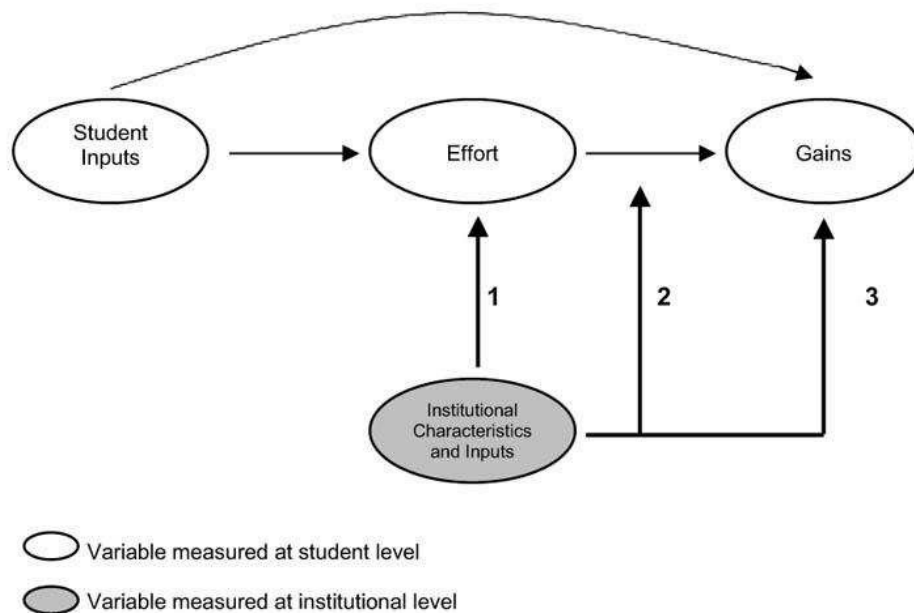 Student
Inputs
Effort
Gains
1
2
3
Institutional
Characteristics
and Inputs
Variable measured at student level
Variable measured at institutional level